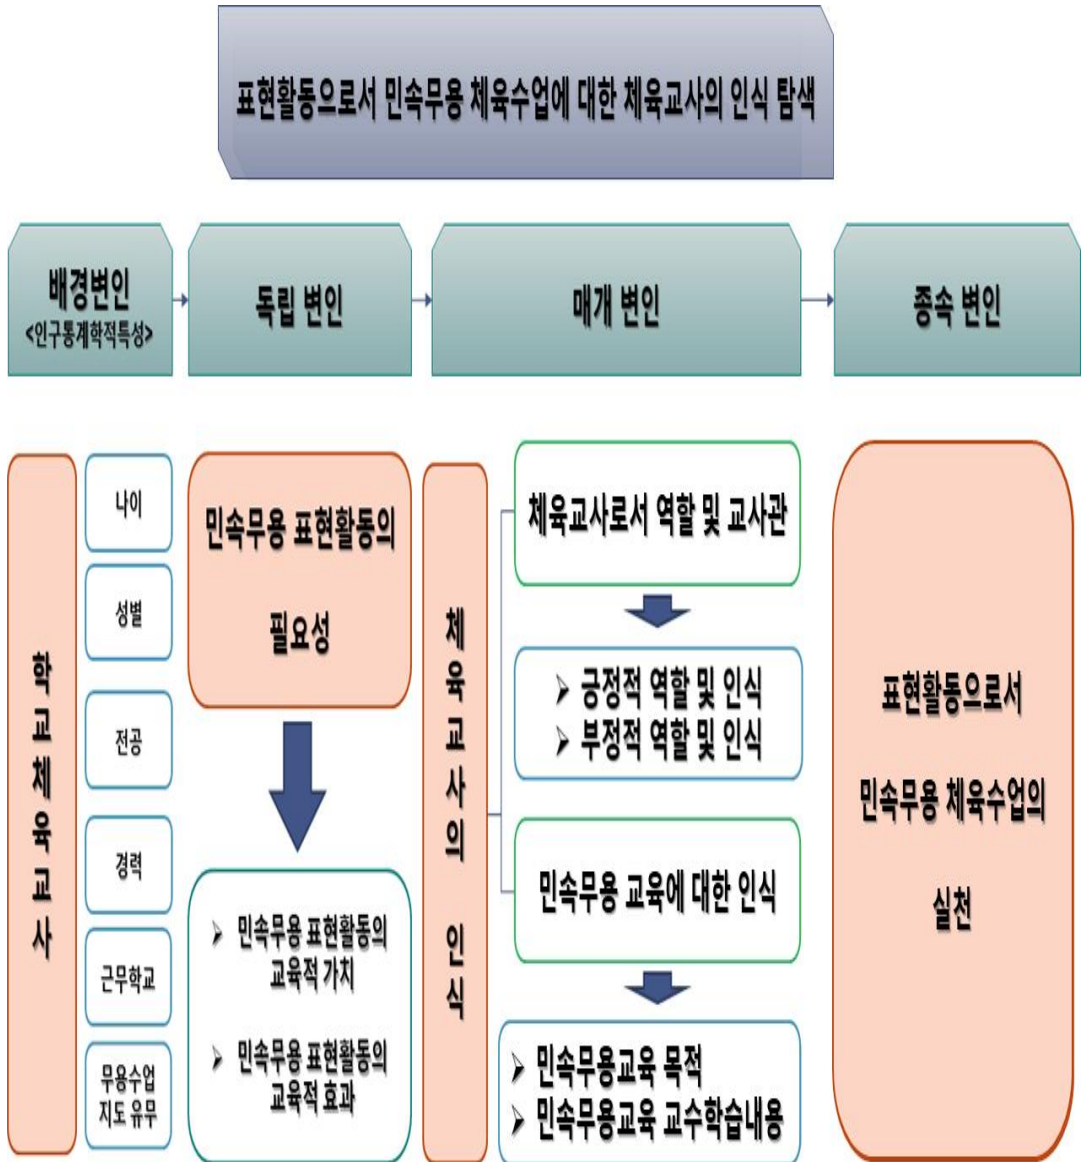 표현활동으로서 민속무용 체육수업에 대한 체육교사의 인식 탐색
배경변인
<인구통계학적특성>
독립 변인
매개 변인
종속 변인
학교체육교사
나이
성별
전공
경력
근무학교
무용수업
지도 유무
민속무용 표현활동의
필요성
➢ 민속무용 표현활동의
교육적 가치
➢ 민속무용 표현활동의
교육적 효과
체육교사의 인식
체육교사로서 역할 및 교사관
➢ 긍정적 역할 및 인식
➢ 부정적 역할 및 인식
민속무용 교육에 대한 인식
➢ 민속무용교육 목적
➢ 민속무용교육 교수학습내용
표현활동으로서
민속무용 체육수업의
실천